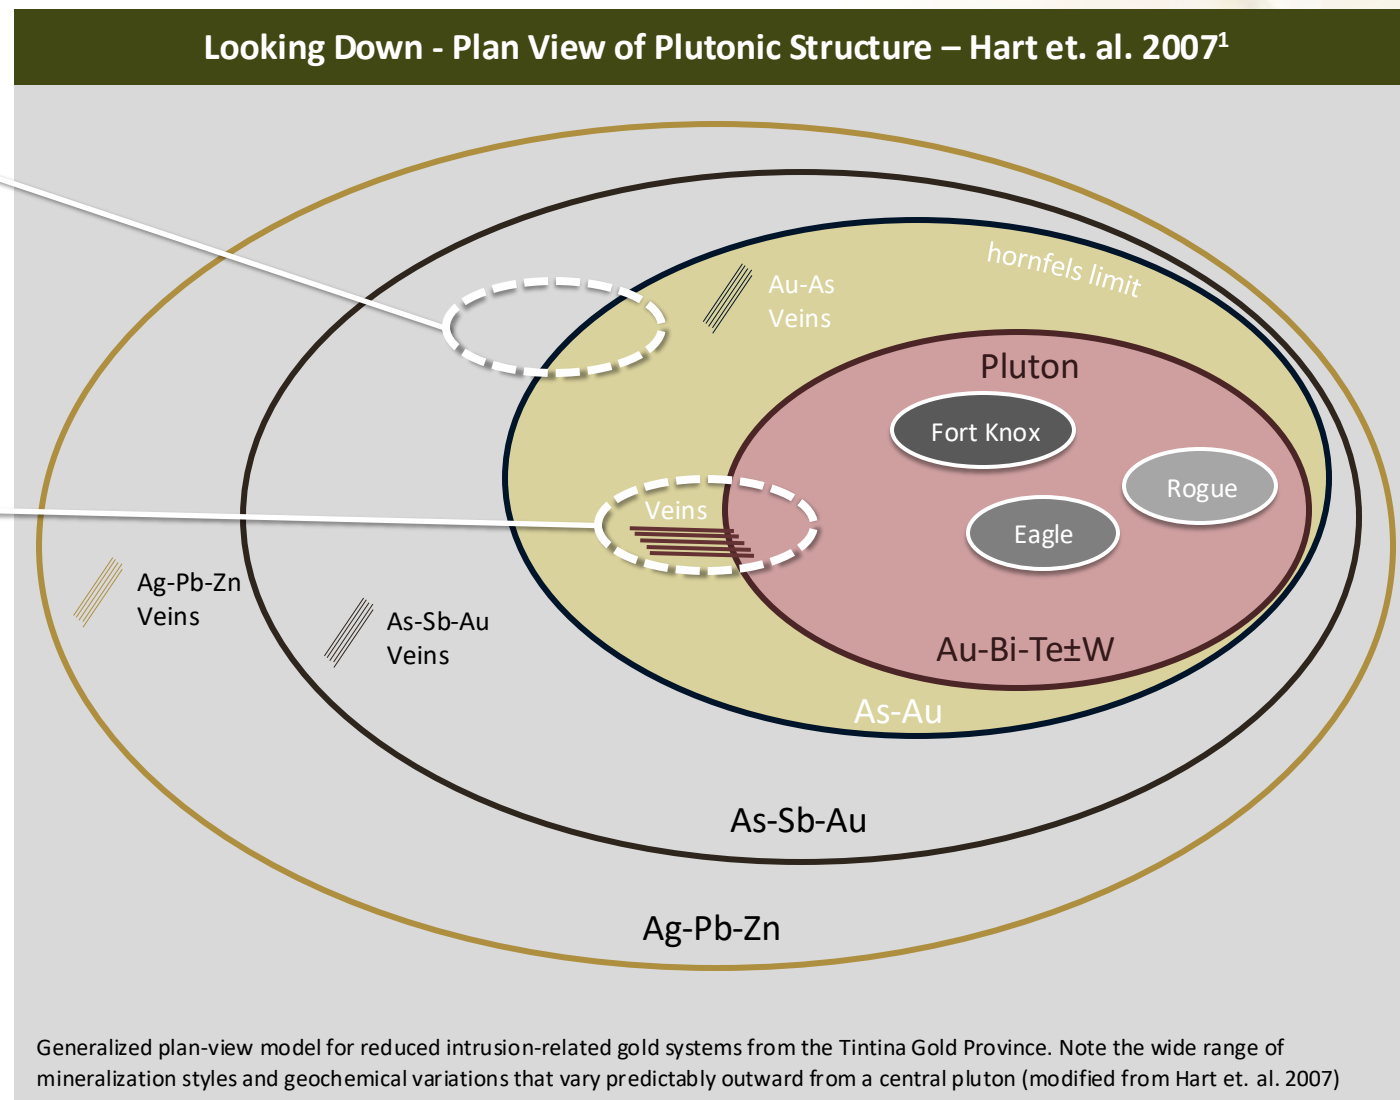 Looking Down - Plan View of Plutonic Structure – Hart et. al. 2007¹
hornfels limit
Au-As
Veins
Pluton
Fort Knox
Rogue
Veins
Eagle
Ag-Pb-Zn
Veins
As-Sb-Au
Veins
Au-Bi-Te±W
As-Au
As-Sb-Au
Ag-Pb-Zn
Generalized plan-view model for reduced intrusion-related gold systems from the Tintina Gold Province. Note the wide range of
mineralization styles and geochemical variations that vary predictably outward from a central pluton (modified from Hart et. al. 2007)